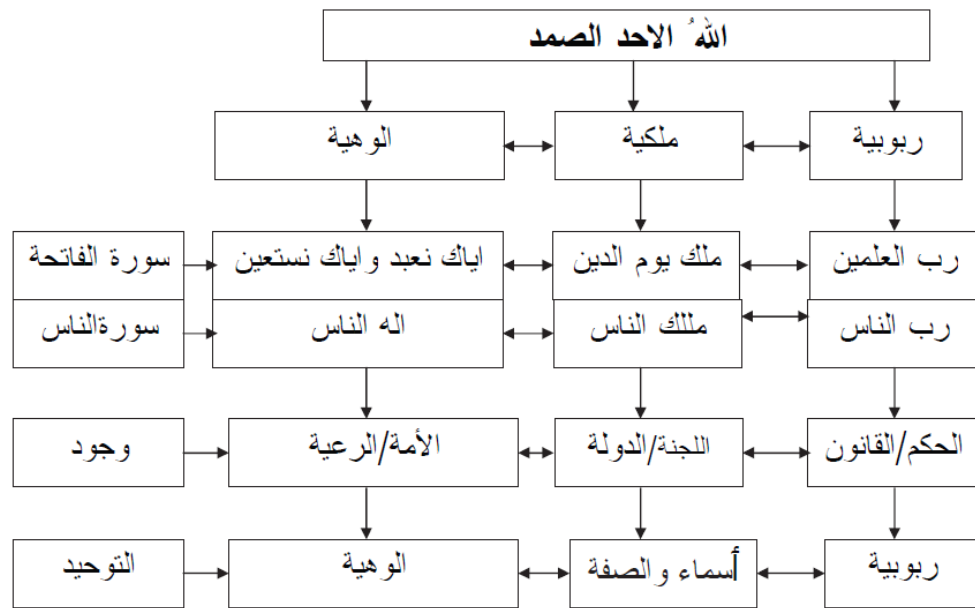 اللهُ الاحد الصمد
ربوبية
ملكية
الوهية
رب العلمين
ملك يوم الدين
اياك نعبد واياك نستعين
سورة الفاتحة
رب الناس
مللك الناس
اله الناس
سورةالناس
الحكم/القانون
اللجنة/الدولة
الأمة/الرعية
وجود
ربوبية
أسماء والصفة
الوهية
التوحيد